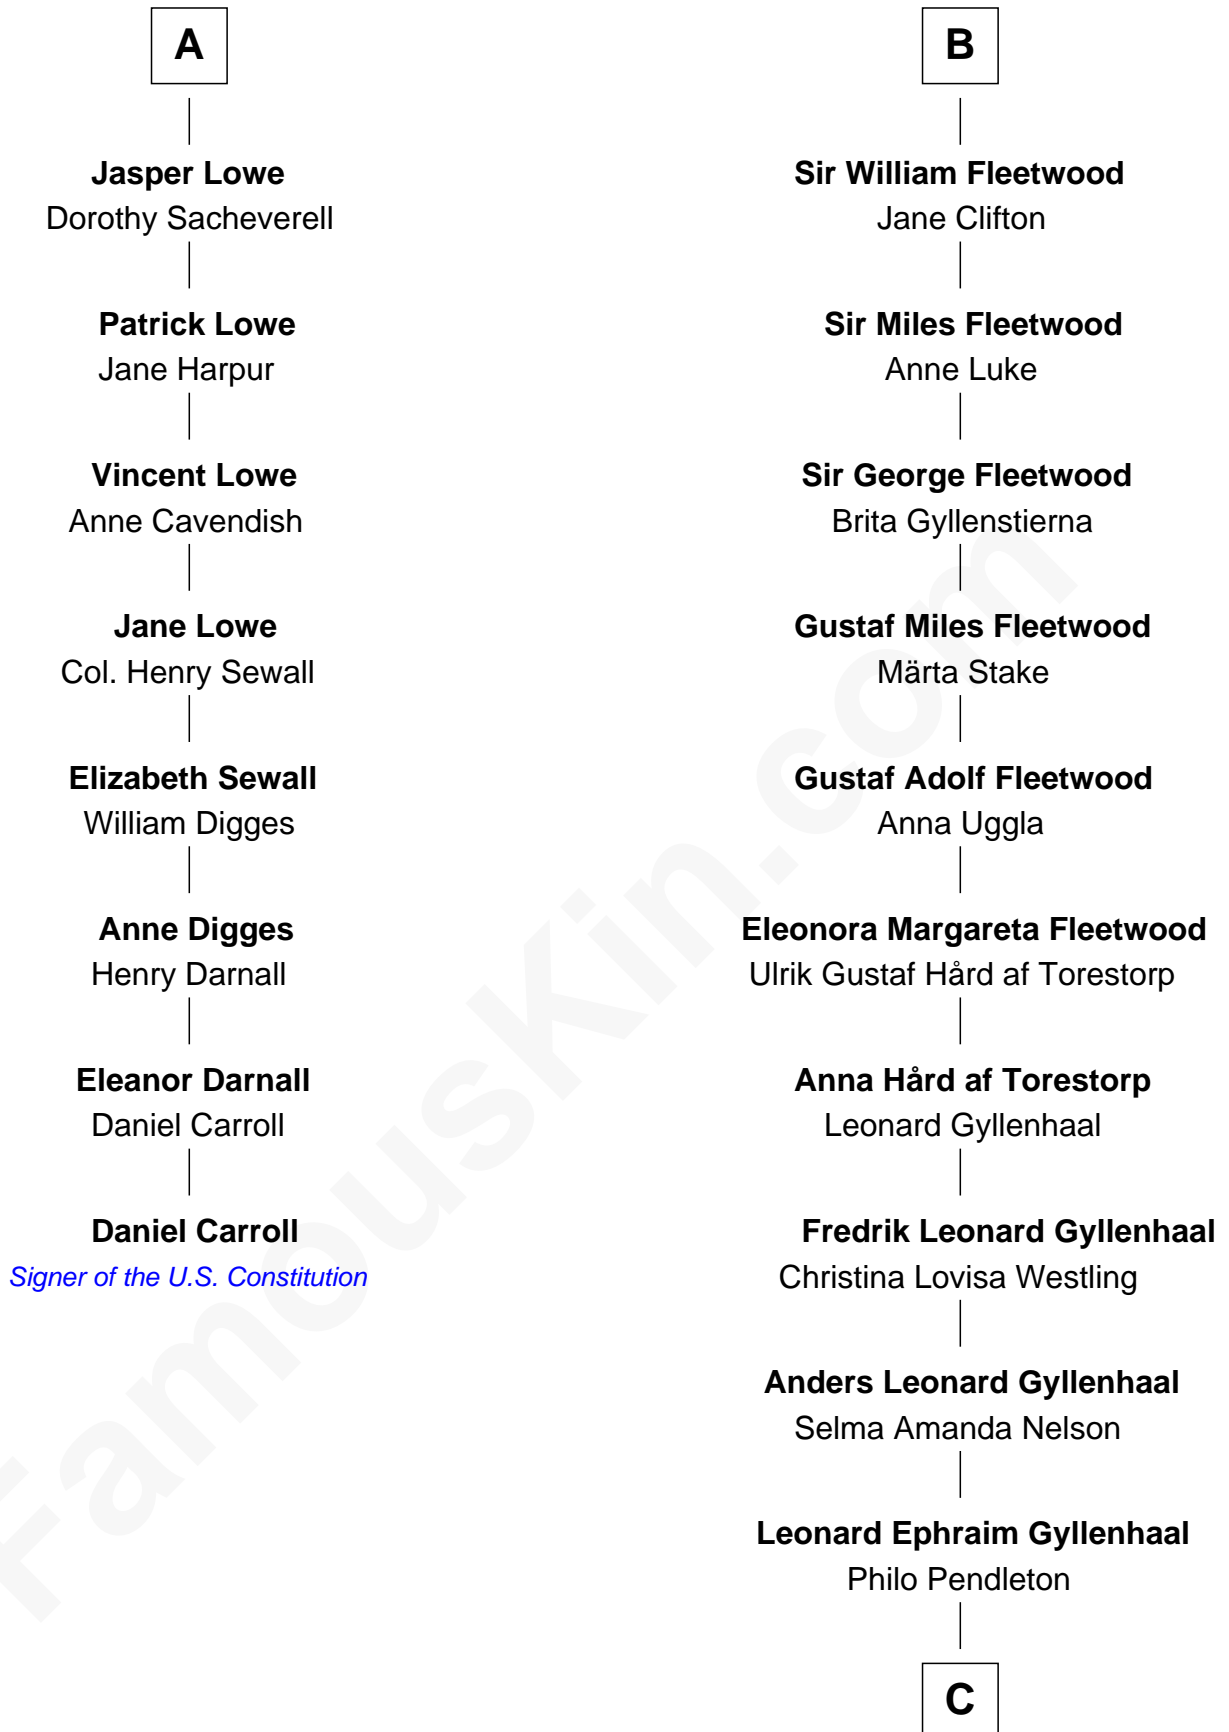 A
Jasper Lowe
Dorothy Sacheverell
Patrick Lowe
Jane Harpur
Vincent Lowe
Anne Cavendish
Jane Lowe
Col. Henry Sewall
Elizabeth Sewall
William Digges
Anne Digges
Henry Darnall
Eleanor Darnall
Daniel Carroll
Daniel Carroll
Signer of the U.S. Constitution
B
Sir William Fleetwood
Jane Clifton
Sir Miles Fleetwood
Anne Luke
Sir George Fleetwood
Brita Gyllenstierna
Gustaf Miles Fleetwood
Märta Stake
Gustaf Adolf Fleetwood
Anna Uggla
Eleonora Margareta Fleetwood
Ulrik Gustaf Hård af Torestorp
Anna Hård af Torestorp
Leonard Gyllenhaal
Fredrik Leonard Gyllenhaal
Christina Lovisa Westling
Anders Leonard Gyllenhaal
Selma Amanda Nelson
Leonard Ephraim Gyllenhaal
Philo Pendleton
C
FamousKin.com